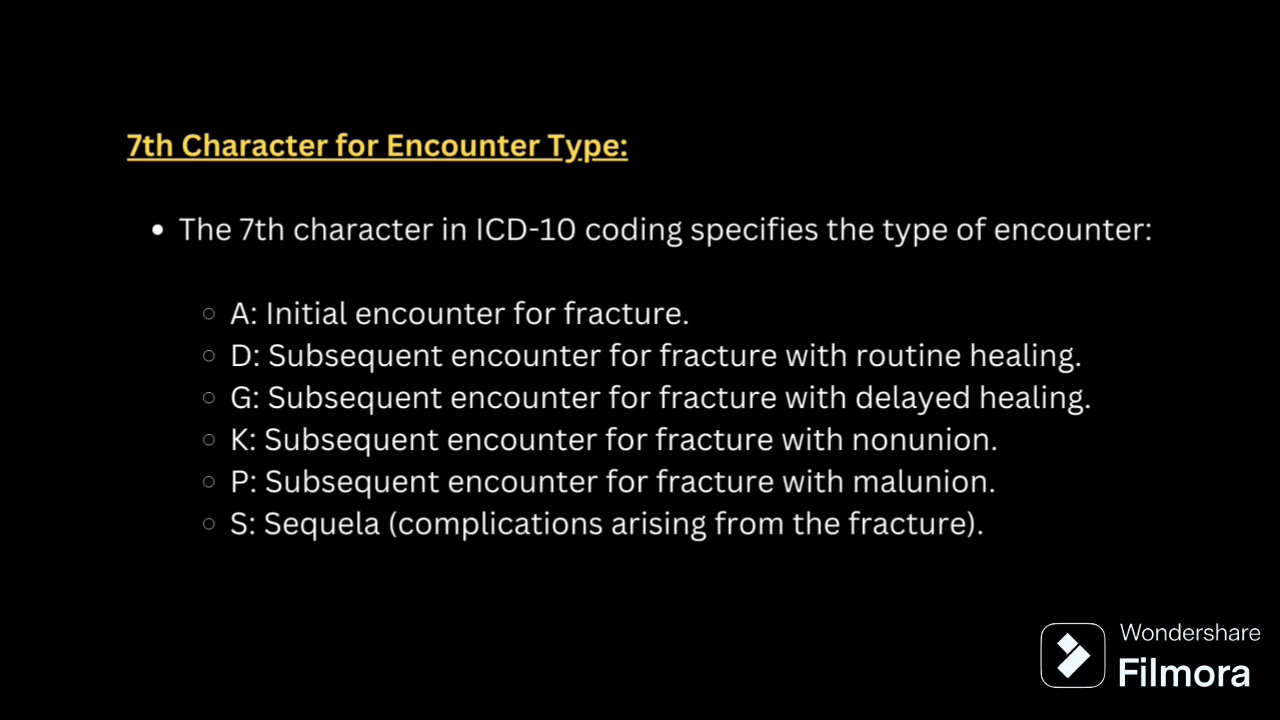 7th Character for Encounter Type:
• The 7th character in ICD-10 coding specifies the type of encounter:
○ A: Initial encounter for fracture.
○ D: Subsequent encounter for fracture with routine healing.
○ G: Subsequent encounter for fracture with delayed healing.
○ K: Subsequent encounter for fracture with nonunion.
○ P: Subsequent encounter for fracture with malunion.
○ S: Sequela (complications arising from the fracture).
Wondershare
Filmora